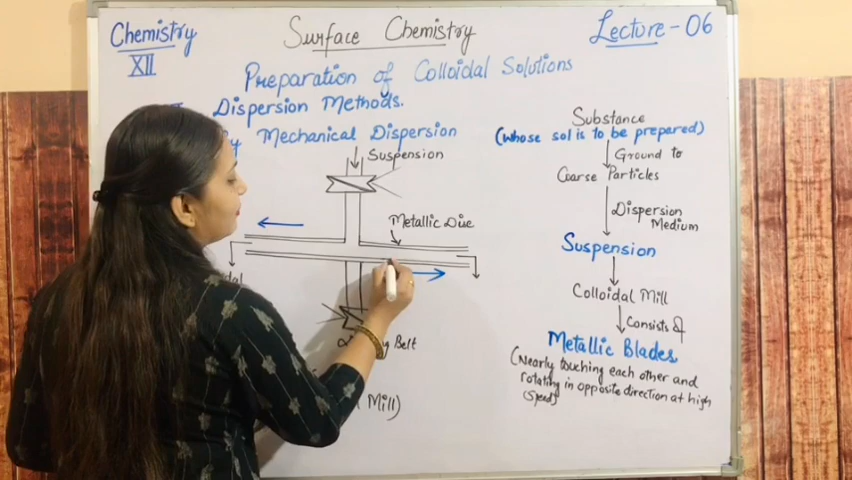 Chemistry
XII
Surface Chemistry
Lecture-06
Preparation of Colloidal Solutions
Dispersion Methods.
By Mechanical Dispersion
Suspension
Metallic Disc
Belt
Mill)
Substance
(whose sol is to be prepared)
Ground to
Coarse Particles
Dispersion
Medium
Suspension
Colloidal Mill
Consists of
Metallic Blades
(Nearly touching each other and
rotating in opposite direction at high
speed)